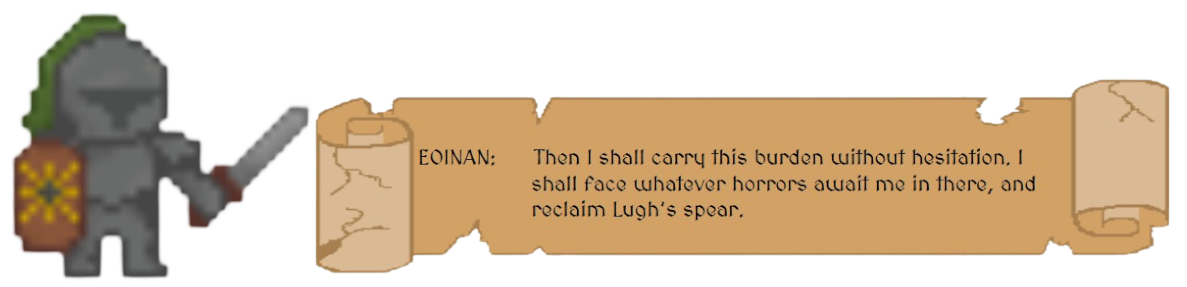 EOINAN: Then I shall carry this burden without hesitation. I
shall face whatever horrors await me in there, and
reclaim Lugh's spear.